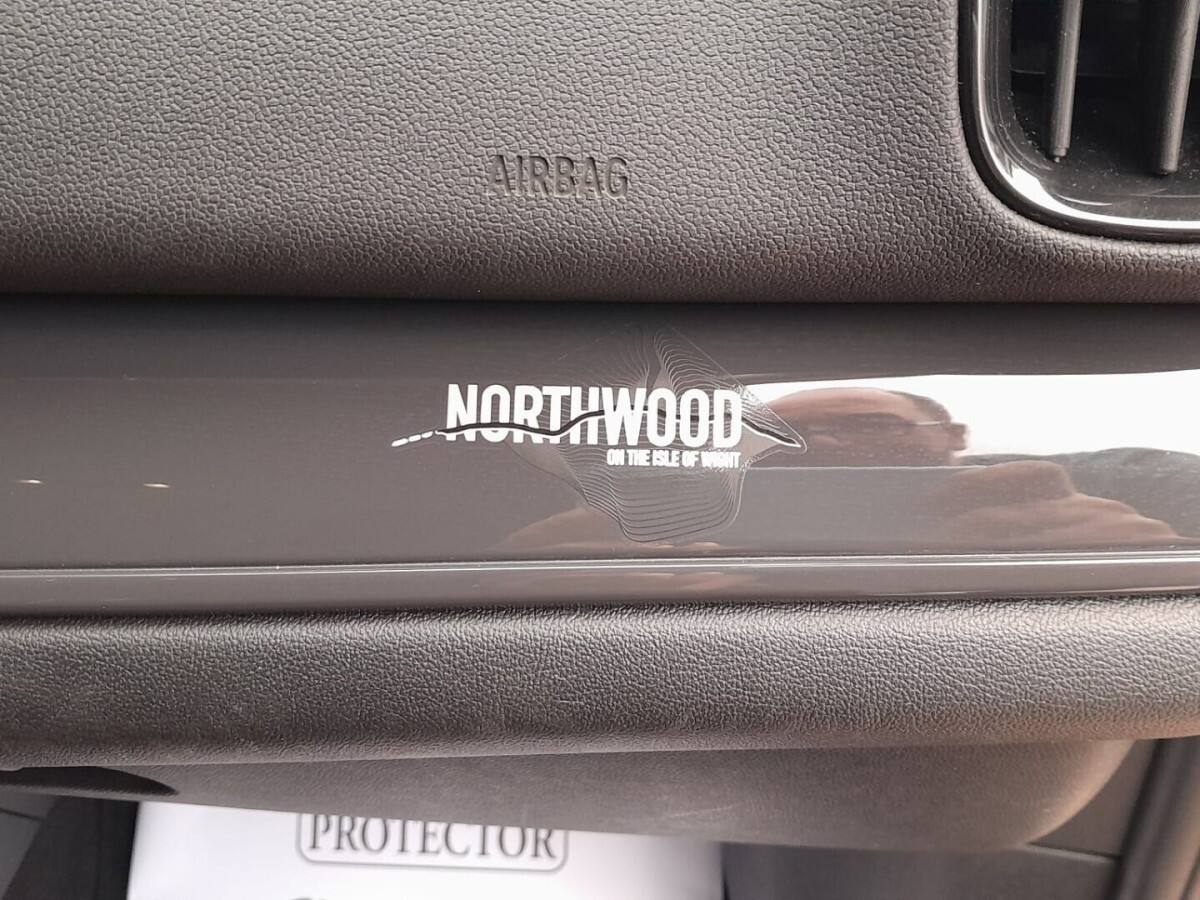 AIRBAG
NORTHWOOD
ON THE ISLE OF WIGHT
PROTECTOR